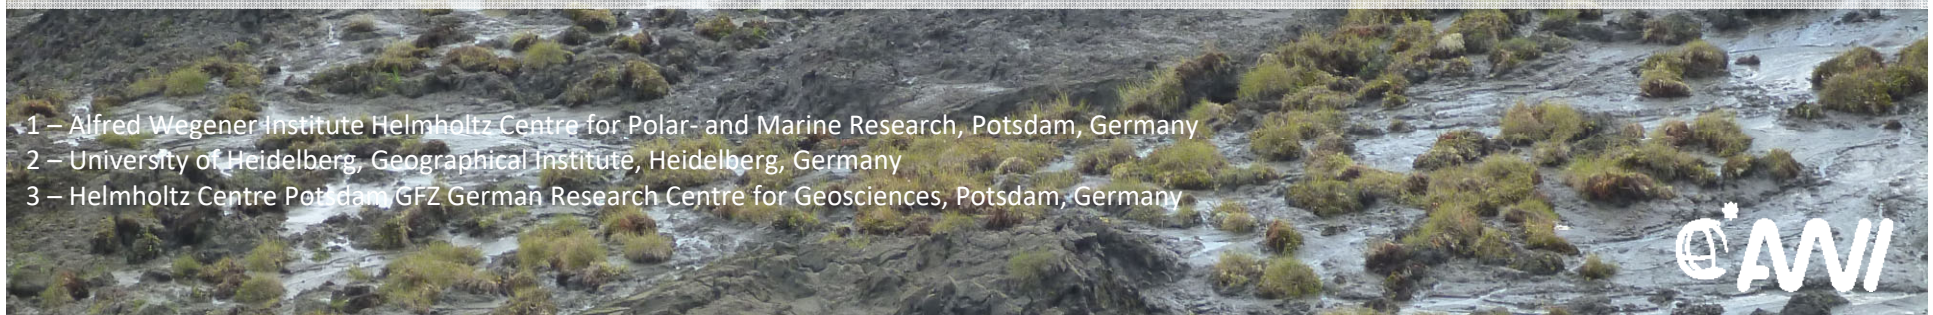 1 – Alfred Wegener Institute Helmholtz Centre for Polar- and Marine Research, Potsdam, Germany
2 – University of Heidelberg, Geographical Institute, Heidelberg, Germany
3 – Helmholtz Centre Potsdam GFZ German Research Centre for Geosciences, Potsdam, Germany
AWI